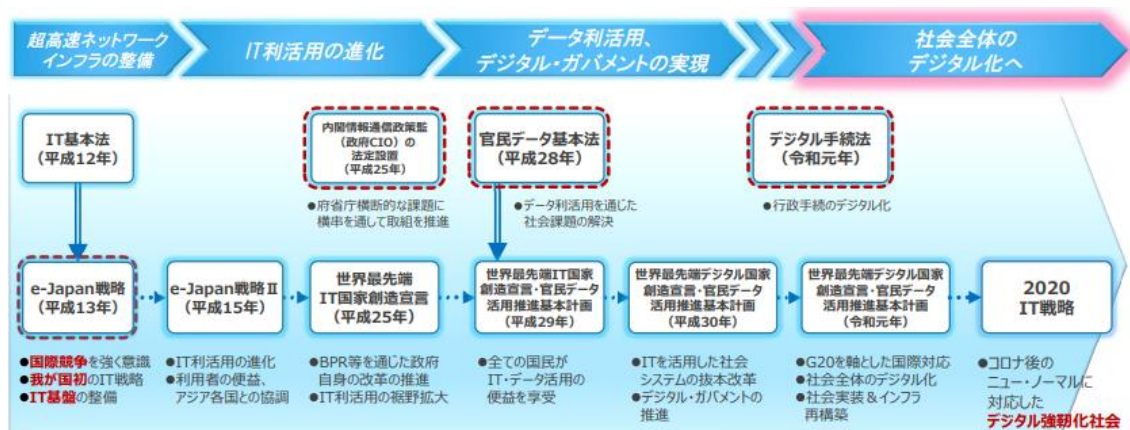 超高速ネットワーク
インフラの整備
IT利活用の進化
データ利活用、
デジタル・ガバメントの実現
社会全体の
デジタル化へ
IT基本法
（平成12年）
内閣情報通信政策監
（政府CIO）の
法定設置
（平成25年）
●府省庁横断的な課題に
横串を通して取組を推進
官民データ基本法
（平成28年）
●データ利活用を通じた
社会課題の解決
デジタル手続法
（令和元年）
●行政手続のデジタル化
e-Japan戦略
（平成13年）
●国際競争を強く意識
●我が国初のIT戦略
●IT基盤の整備
e-Japan戦略Ⅱ
（平成15年）
●IT利活用の進化
●利用者の便益、
アジア各国との協調
世界最先端
IT国家創造宣言
（平成25年）
●BPR等を通じた政府
自身の改革の推進
●IT利活用の裾野拡大
世界最先端IT国家
創造宣言・官民データ
活用推進基本計画
（平成29年）
●全ての国民が
IT・データ活用の
便益を享受
世界最先端デジタル国家
創造宣言・官民データ
活用推進基本計画
（平成30年）
●ITを活用した社会
システムの抜本改革
●デジタル・ガバメントの
推進
世界最先端デジタル国家
創造宣言・官民データ
活用推進基本計画
（令和元年）
●G20を軸とした国際対応
●社会全体のデジタル化
●社会実装＆インフラ
再構築
2020
IT戦略
●コロナ後の
ニュー・ノーマルに
対応した
デジタル強靭化社会